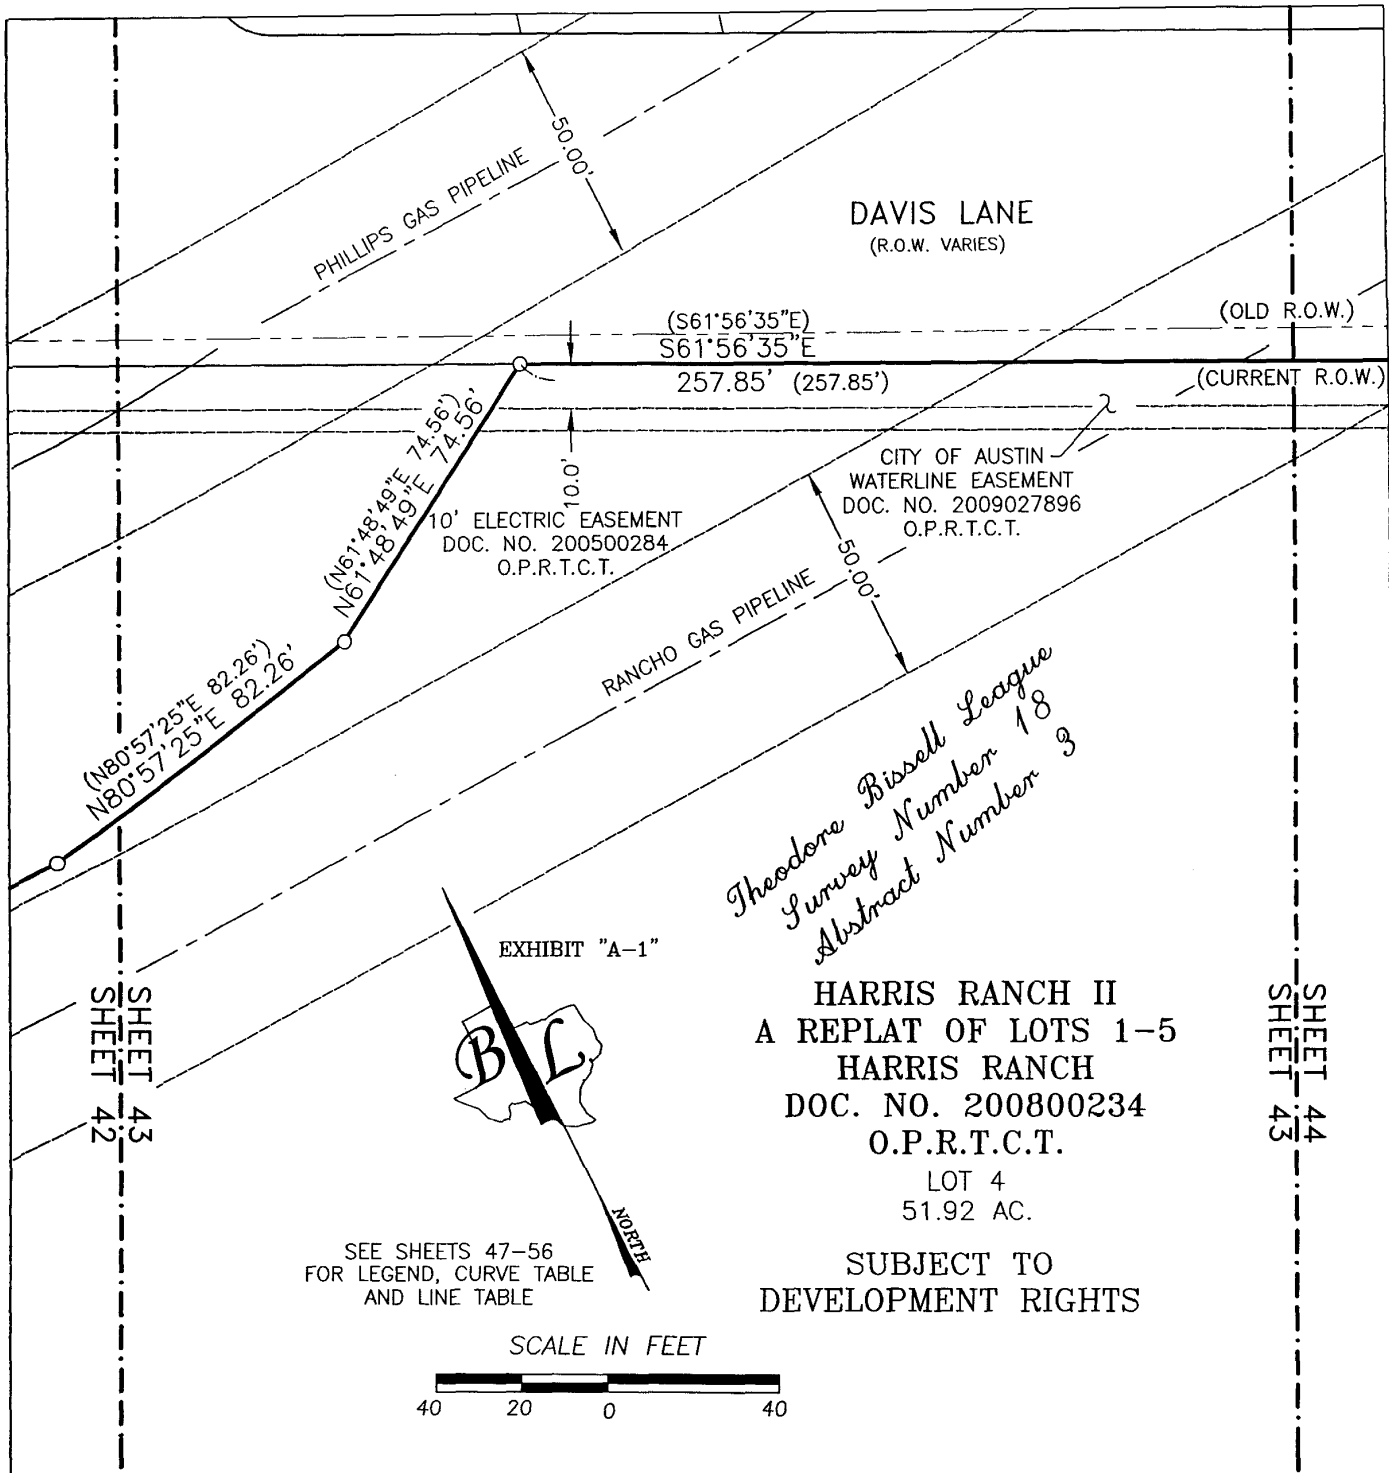 50.00'
PHILLIPS GAS PIPELINE
DAVIS LANE
(R.O.W. VARIES)
(OLD R.O.W.)
(S61°56'35"E)
S61°56'35"E
257.85' (257.85')
(CURRENT R.O.W.)
(N61°48'49"E 74.56')
N61°48'49"E 74.56'
10.0'
10' ELECTRIC EASEMENT
DOC. NO. 200500284
O.P.R.T.C.T.
CITY OF AUSTIN
WATERLINE EASEMENT
DOC. NO. 2009027896
O.P.R.T.C.T.
50.00'
RANCHO GAS PIPELINE
(N80°57'25"E 82.26')
N80°57'25"E 82.26'
Theodore Bissell League
Survey Number 18
Abstract Number 3
EXHIBIT "A-1"
B L
NORTH
SHEET 43
SHEET 42
HARRIS RANCH II
A REPLAT OF LOTS 1-5
HARRIS RANCH
DOC. NO. 200800234
O.P.R.T.C.T.
LOT 4
51.92 AC.
SUBJECT TO
DEVELOPMENT RIGHTS
SHEET 44
SHEET 43
SEE SHEETS 47-56
FOR LEGEND, CURVE TABLE
AND LINE TABLE
SCALE IN FEET
40 20 0 40